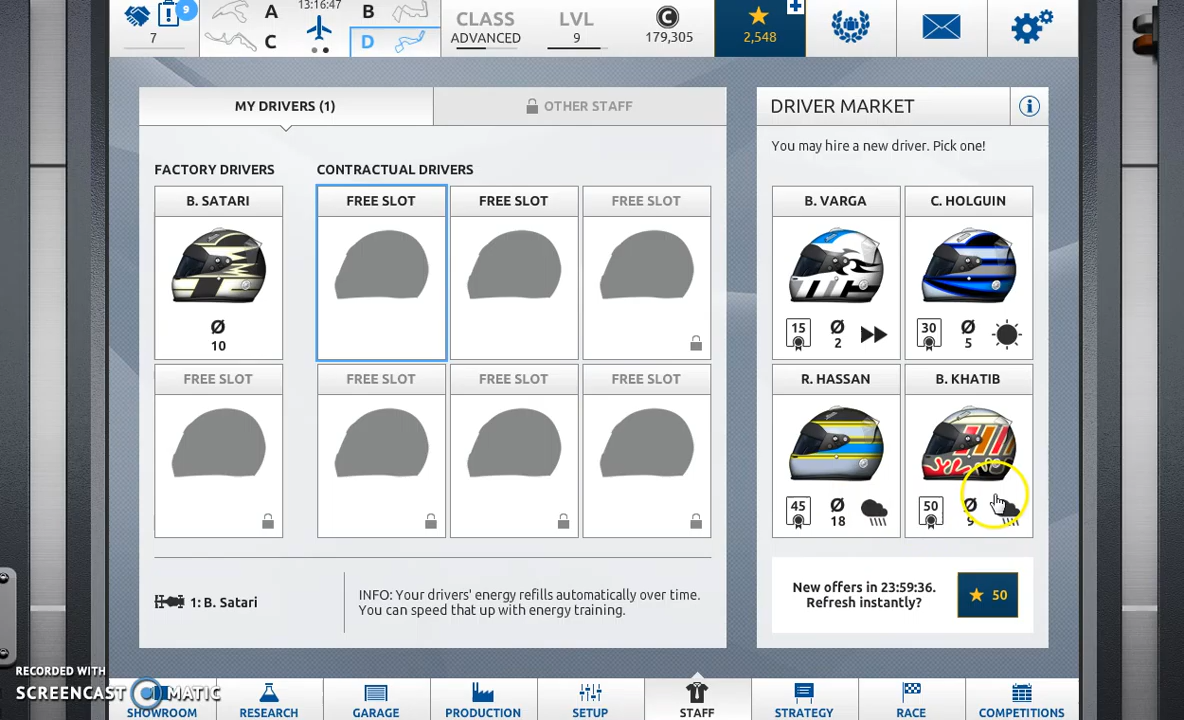 9
7
A
C
13:16:47
B
D
CLASS
ADVANCED
LVL
9
C
179,305
2,548
MY DRIVERS (1)
OTHER STAFF
FACTORY DRIVERS
CONTRACTUAL DRIVERS
B. SATARI
FREE SLOT
FREE SLOT
FREE SLOT
Ø
10
FREE SLOT
FREE SLOT
FREE SLOT
FREE SLOT
1: B. Satari
INFO: Your drivers' energy refills automatically over time.
You can speed that up with energy training.
DRIVER MARKET
i
You may hire a new driver. Pick one!
B. VARGA
C. HOLGUIN
15
Ø
2
30
Ø
5
R. HASSAN
B. KHATIB
45
Ø
18
50
Ø
9
New offers in 23:59:36.
Refresh instantly?
50
RECORDED WITH
SCREENCAST MATIC
SHOWROOM
RESEARCH
GARAGE
PRODUCTION
SETUP
STAFF
STRATEGY
RACE
COMPETITIONS